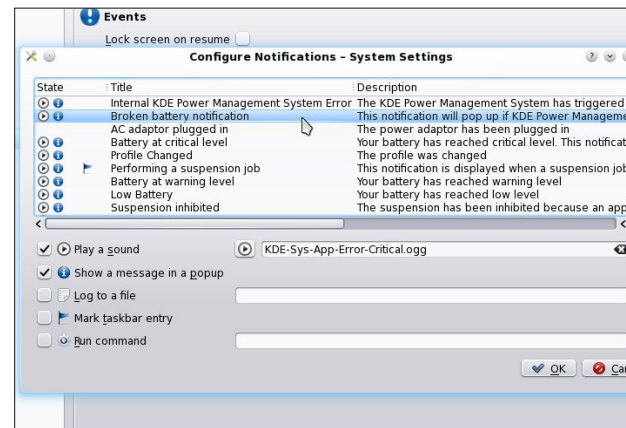 Events
Lock screen on resume
Configure Notifications – System Settings
State Title Description
Internal KDE Power Management System Error The KDE Power Management System has triggered
Broken battery notification This notification will pop up if KDE Power Manageme
AC adaptor plugged in The power adaptor has been plugged in
Battery at critical level Your battery has reached critical level. This notificat
Profile Changed The profile was changed
Performing a suspension job This notification is displayed when a suspension job
Battery at warning level Your battery has reached warning level
Low Battery Your battery has reached low level
Suspension inhibited The suspension has been inhibited because an app
Play a sound KDE-Sys-App-Error-Critical.ogg
Show a message in a popup
Log to a file
Mark taskbar entry
Run command
OK Can